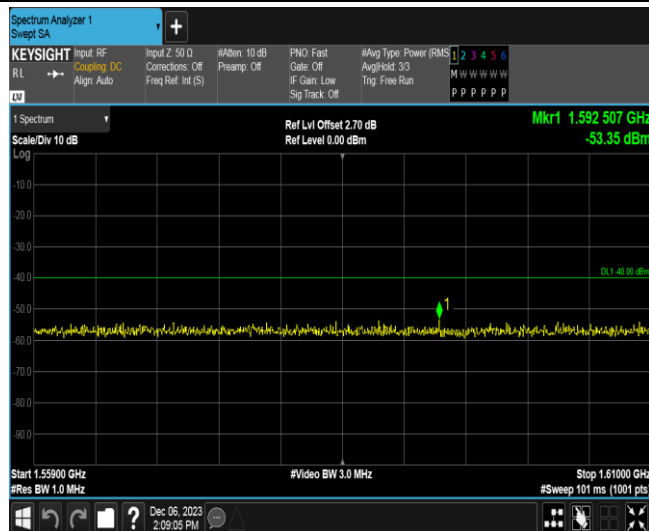 Spectrum Analyzer 1
Swept SA
KEYSIGHT
RL
Input: RF
Coupling: DC
Align: Auto
Input Z: 50 Ω
Corrections: Off
Freq Ref: Int (S)
#Atten: 10 dB
Preamp: Off
PNO: Fast
Gate: Off
IF Gain: Low
Sig Track: Off
#Avg Type: Power (RMS
Avg|Hold: 3/3
Trig: Free Run
1 2 3 4 5 6
M W W W W W
P P P P P P
1 Spectrum
Scale/Div 10 dB
Ref Lvl Offset 2.70 dB
Ref Level 0.00 dBm
Mkr1 1.592 507 GHz
-53.35 dBm
Log
-10.0
-20.0
-30.0
-40.0
DL1 -40.00 dBm
-50.0
1
-60.0
-70.0
-80.0
-90.0
Start 1.55900 GHz
#Video BW 3.0 MHz
Stop 1.61000 GHz
#Res BW 1.0 MHz
#Sweep 101 ms (1001 pts)
Dec 06, 2023
2:09:05 PM